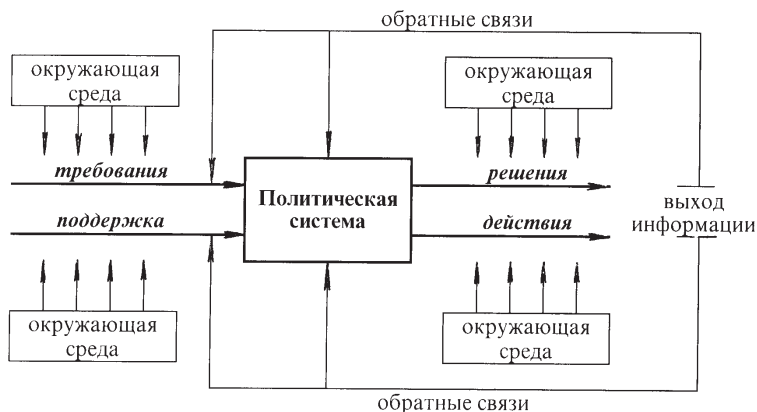 обратные связи
окружающая
среда
окружающая
среда
требования
решения
Политическая
система
выход
информации
поддержка
действия
окружающая
среда
окружающая
среда
обратные связи